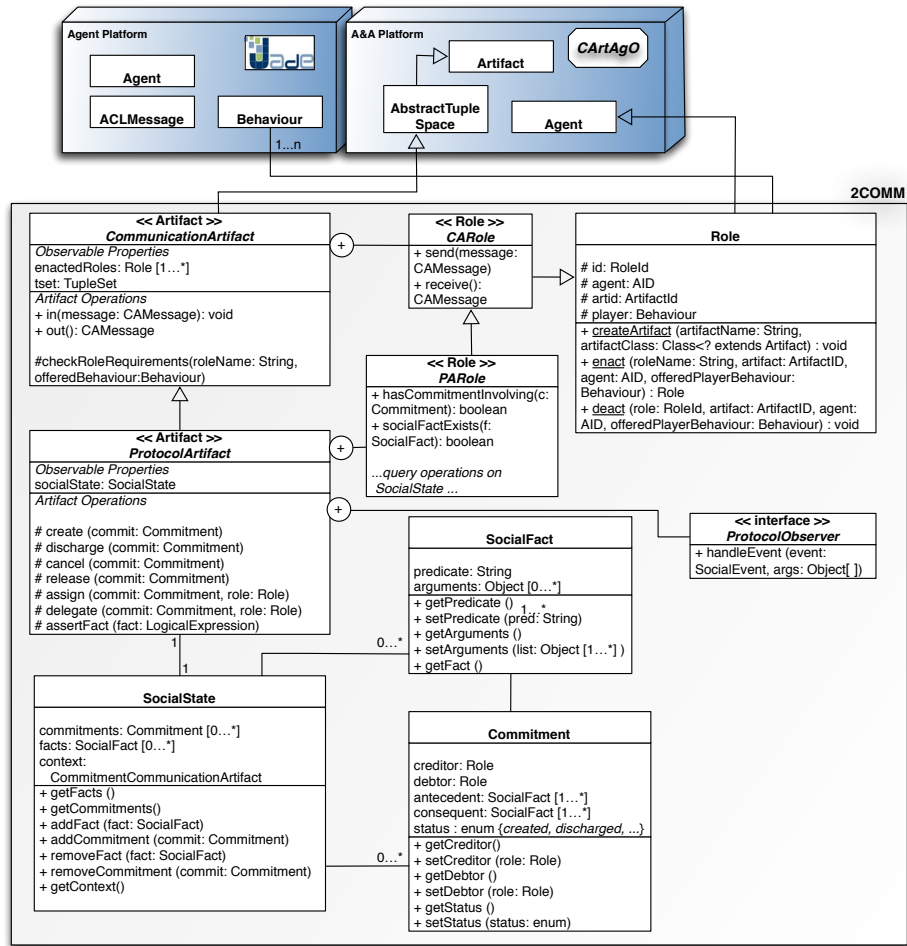 Agent Platform
Jade
Agent
ACLMessage
Behaviour
1...n
A&A Platform
CArtAgO
Artifact
AbstractTuple
Space
Agent
2COMM
<< Artifact >>
CommunicationArtifact
Observable Properties
enactedRoles: Role [1...*]
tset: TupleSet
Artifact Operations
+ in(message: CAMessage): void
+ out(): CAMessage
#checkRoleRequirements(roleName: String,
offeredBehaviour:Behaviour)
+
<< Role >>
CARole
+ send(message:
CAMessage)
+ receive():
CAMessage
Role
# id: RoleId
# agent: AID
# artid: ArtifactId
# player: Behaviour
+ createArtifact (artifactName: String,
artifactClass: Class<? extends Artifact) : void
+ enact (roleName: String, artifact: ArtifactID,
agent: AID, offeredPlayerBehaviour:
Behaviour) : Role
+ deact (role: RoleId, artifact: ArtifactID, agent:
AID, offeredPlayerBehaviour: Behaviour) : void
<< Role >>
PARole
+ hasCommitmentInvolving(c:
Commitment): boolean
+ socialFactExists(f:
SocialFact): boolean
...query operations on
SocialState ...
<< Artifact >>
ProtocolArtifact
Observable Properties
socialState: SocialState
Artifact Operations
# create (commit: Commitment)
# discharge (commit: Commitment)
# cancel (commit: Commitment)
# release (commit: Commitment)
# assign (commit: Commitment, role: Role)
# delegate (commit: Commitment, role: Role)
# assertFact (fact: LogicalExpression)
+
+
<< interface >>
ProtocolObserver
+ handleEvent (event:
SocialEvent, args: Object[ ])
SocialFact
predicate: String
arguments: Object [0...*]
+ getPredicate ()
1...*
+ setPredicate (pred: String)
+ getArguments ()
+ setArguments (list: Object [1...*] )
+ getFact ()
1
1
0...*
SocialState
commitments: Commitment [0...*]
facts: SocialFact [0...*]
context:
CommitmentCommunicationArtifact
+ getFacts ()
+ getCommitments()
+ addFact (fact: SocialFact)
+ addCommitment (commit: Commitment)
+ removeFact (fact: SocialFact)
+ removeCommitment (commit: Commitment)
+ getContext()
0...*
Commitment
creditor: Role
debtor: Role
antecedent: SocialFact [1...*]
consequent: SocialFact [1...*]
status : enum {created, discharged, ...}
+ getCreditor()
+ setCreditor (role: Role)
+ getDebtor ()
+ setDebtor (role: Role)
+ getStatus ()
+ setStatus (status: enum)